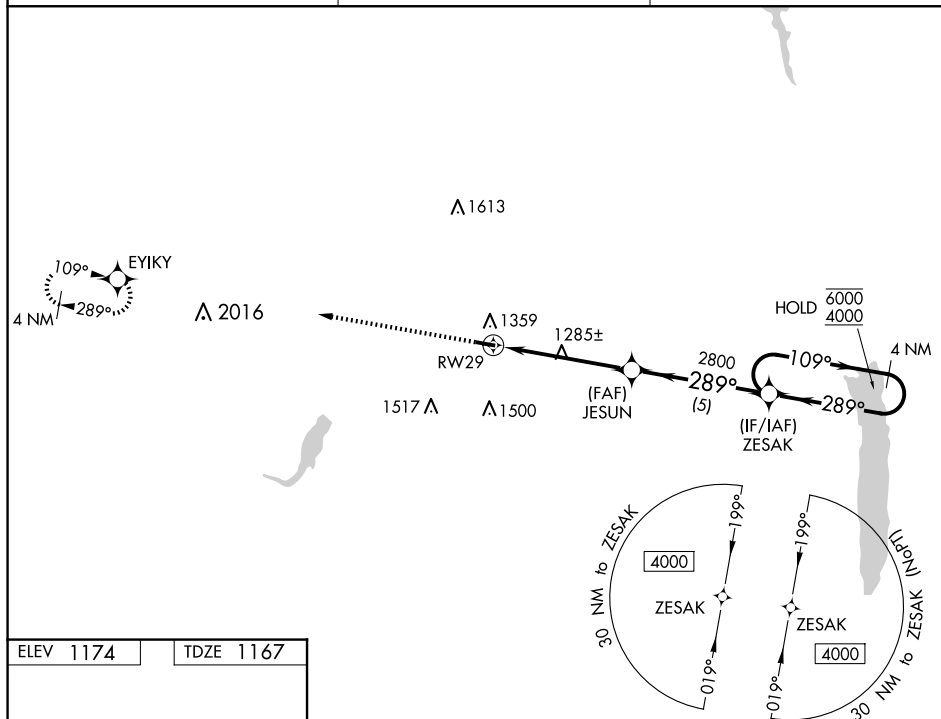 1613
EYIKY
109°
289°
4 NM
2016
1359
1285±
RW29
HOLD
6000
4000
4 NM
2800
109°
289°
(5)
289°
(FAF)
JESUN
(IF/IAF)
ZESAK
1517
1500
30 NM to ZESAK
199°
4000
ZESAK
019°
199°
ZESAK
4000
019°
30 NM to ZESAK (NoPT)
ELEV 1174
TDZE 1167